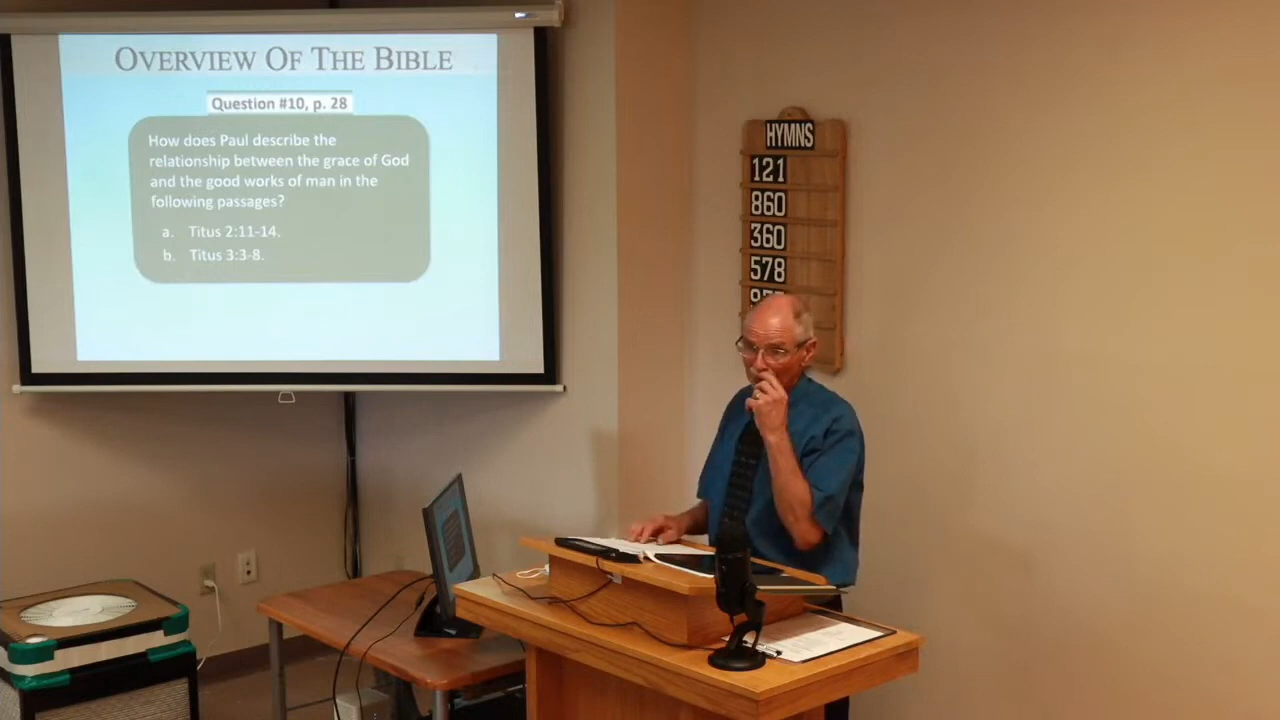 OVERVIEW OF THE BIBLE
Question #10, p. 28
How does Paul describe the
relationship between the grace of God
and the good works of man in the
following passages?
a. Titus 2:11-14.
b. Titus 3:3-8.
HYMNS
121
860
360
578